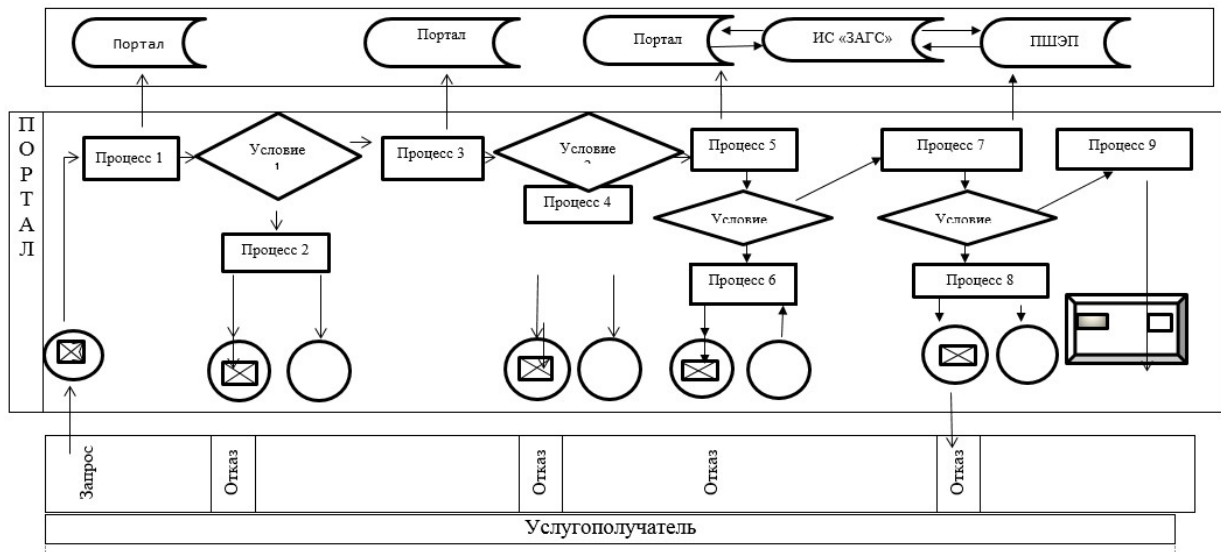 Портал
Портал
Портал
ИС «ЗАГС»
ПШЭП
ПОРТАЛ
Процесс 1
Условие
1
Процесс 3
Условие
Процесс 5
Процесс 7
Процесс 9
Процесс 4
Условие
Условие
Процесс 2
Процесс 6
Процесс 8
Запрос
Отказ
Отказ
Отказ
Отказ
Услугополучатель